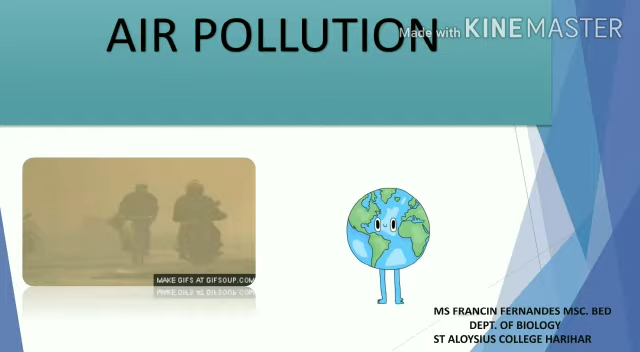 AIR POLLUTION
Made with KINEMASTER
MAKE GIFS AT GIFSOUP.COM
MS FRANCIN FERNANDES MSC. BED
DEPT. OF BIOLOGY
ST ALOYSIUS COLLEGE HARIHAR